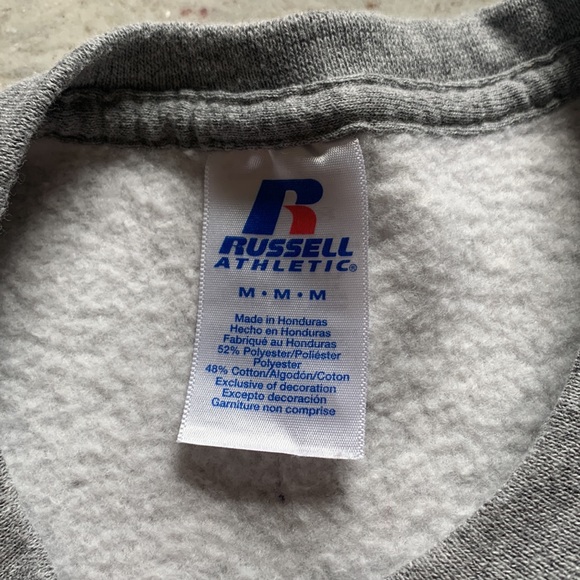 R
RUSSELL
ATHLETIC®
M • M • M
Made in Honduras
Hecho en Honduras
Fabriqué au Honduras
52% Polyester/Poliéster
Polyester
48% Cotton/Algodón/Coton
Exclusive of decoration
Excepto decoración
Garniture non comprise